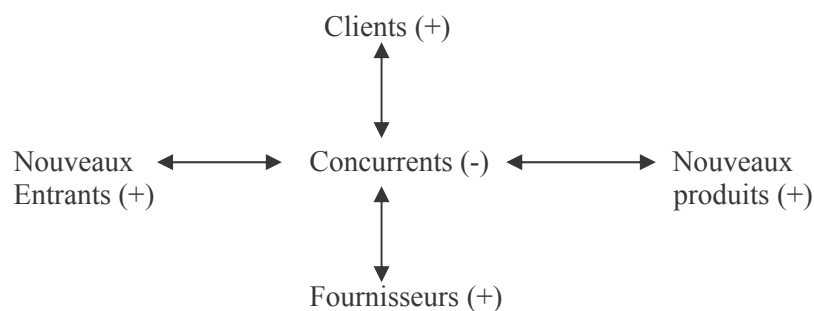 Clients (+)
Nouveaux
Entrants (+)
Concurrents (-)
Nouveaux
produits (+)
Fournisseurs (+)